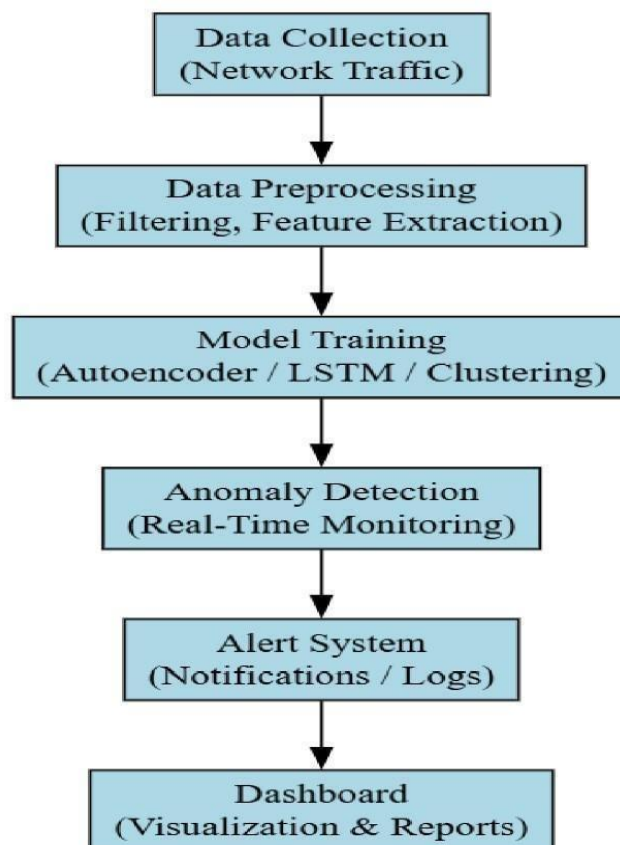 Data Collection
(Network Traffic)
Data Preprocessing
(Filtering, Feature Extraction)
Model Training
(Autoencoder / LSTM / Clustering)
Anomaly Detection
(Real-Time Monitoring)
Alert System
(Notifications / Logs)
Dashboard
(Visualization & Reports)